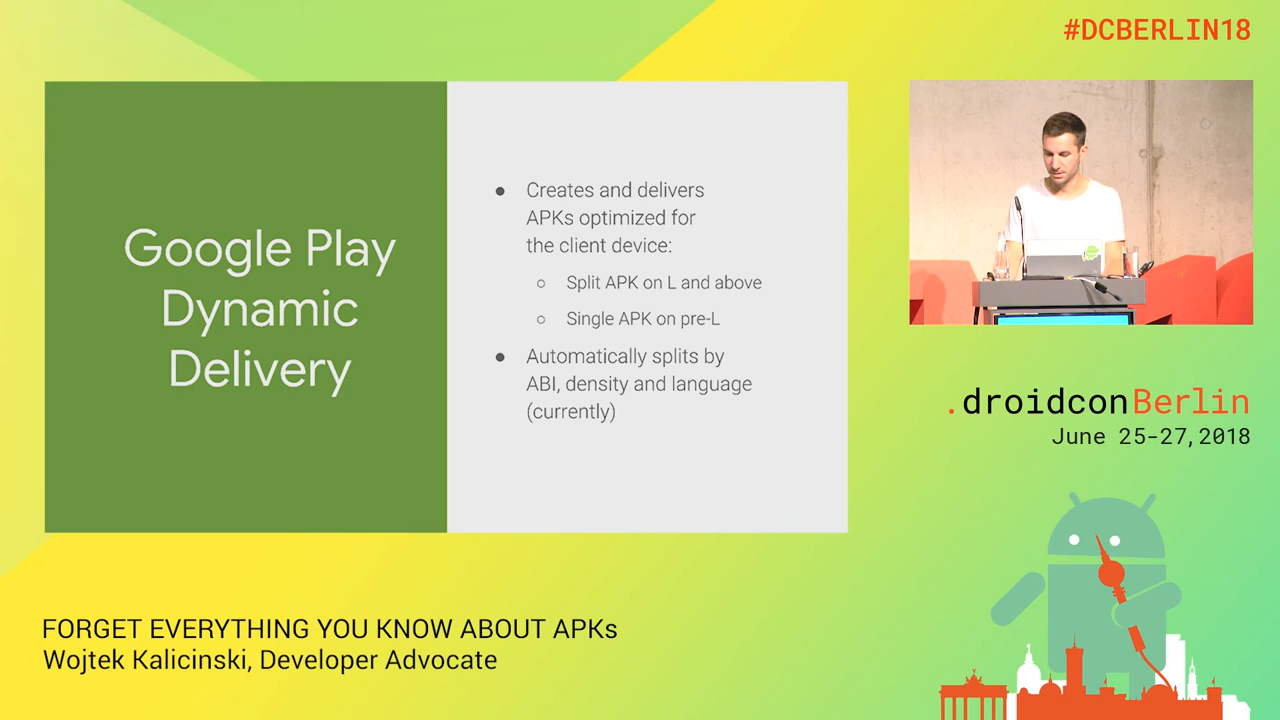 #DCBERLIN18
Google Play
Dynamic
Delivery
● Creates and delivers
APKs optimized for
the client device:
○ Split APK on L and above
○ Single APK on pre-L
● Automatically splits by
ABI, density and language
(currently)
.droidconBerlin
June 25-27, 2018
FORGET EVERYTHING YOU KNOW ABOUT APKs
Wojtek Kalicinski, Developer Advocate